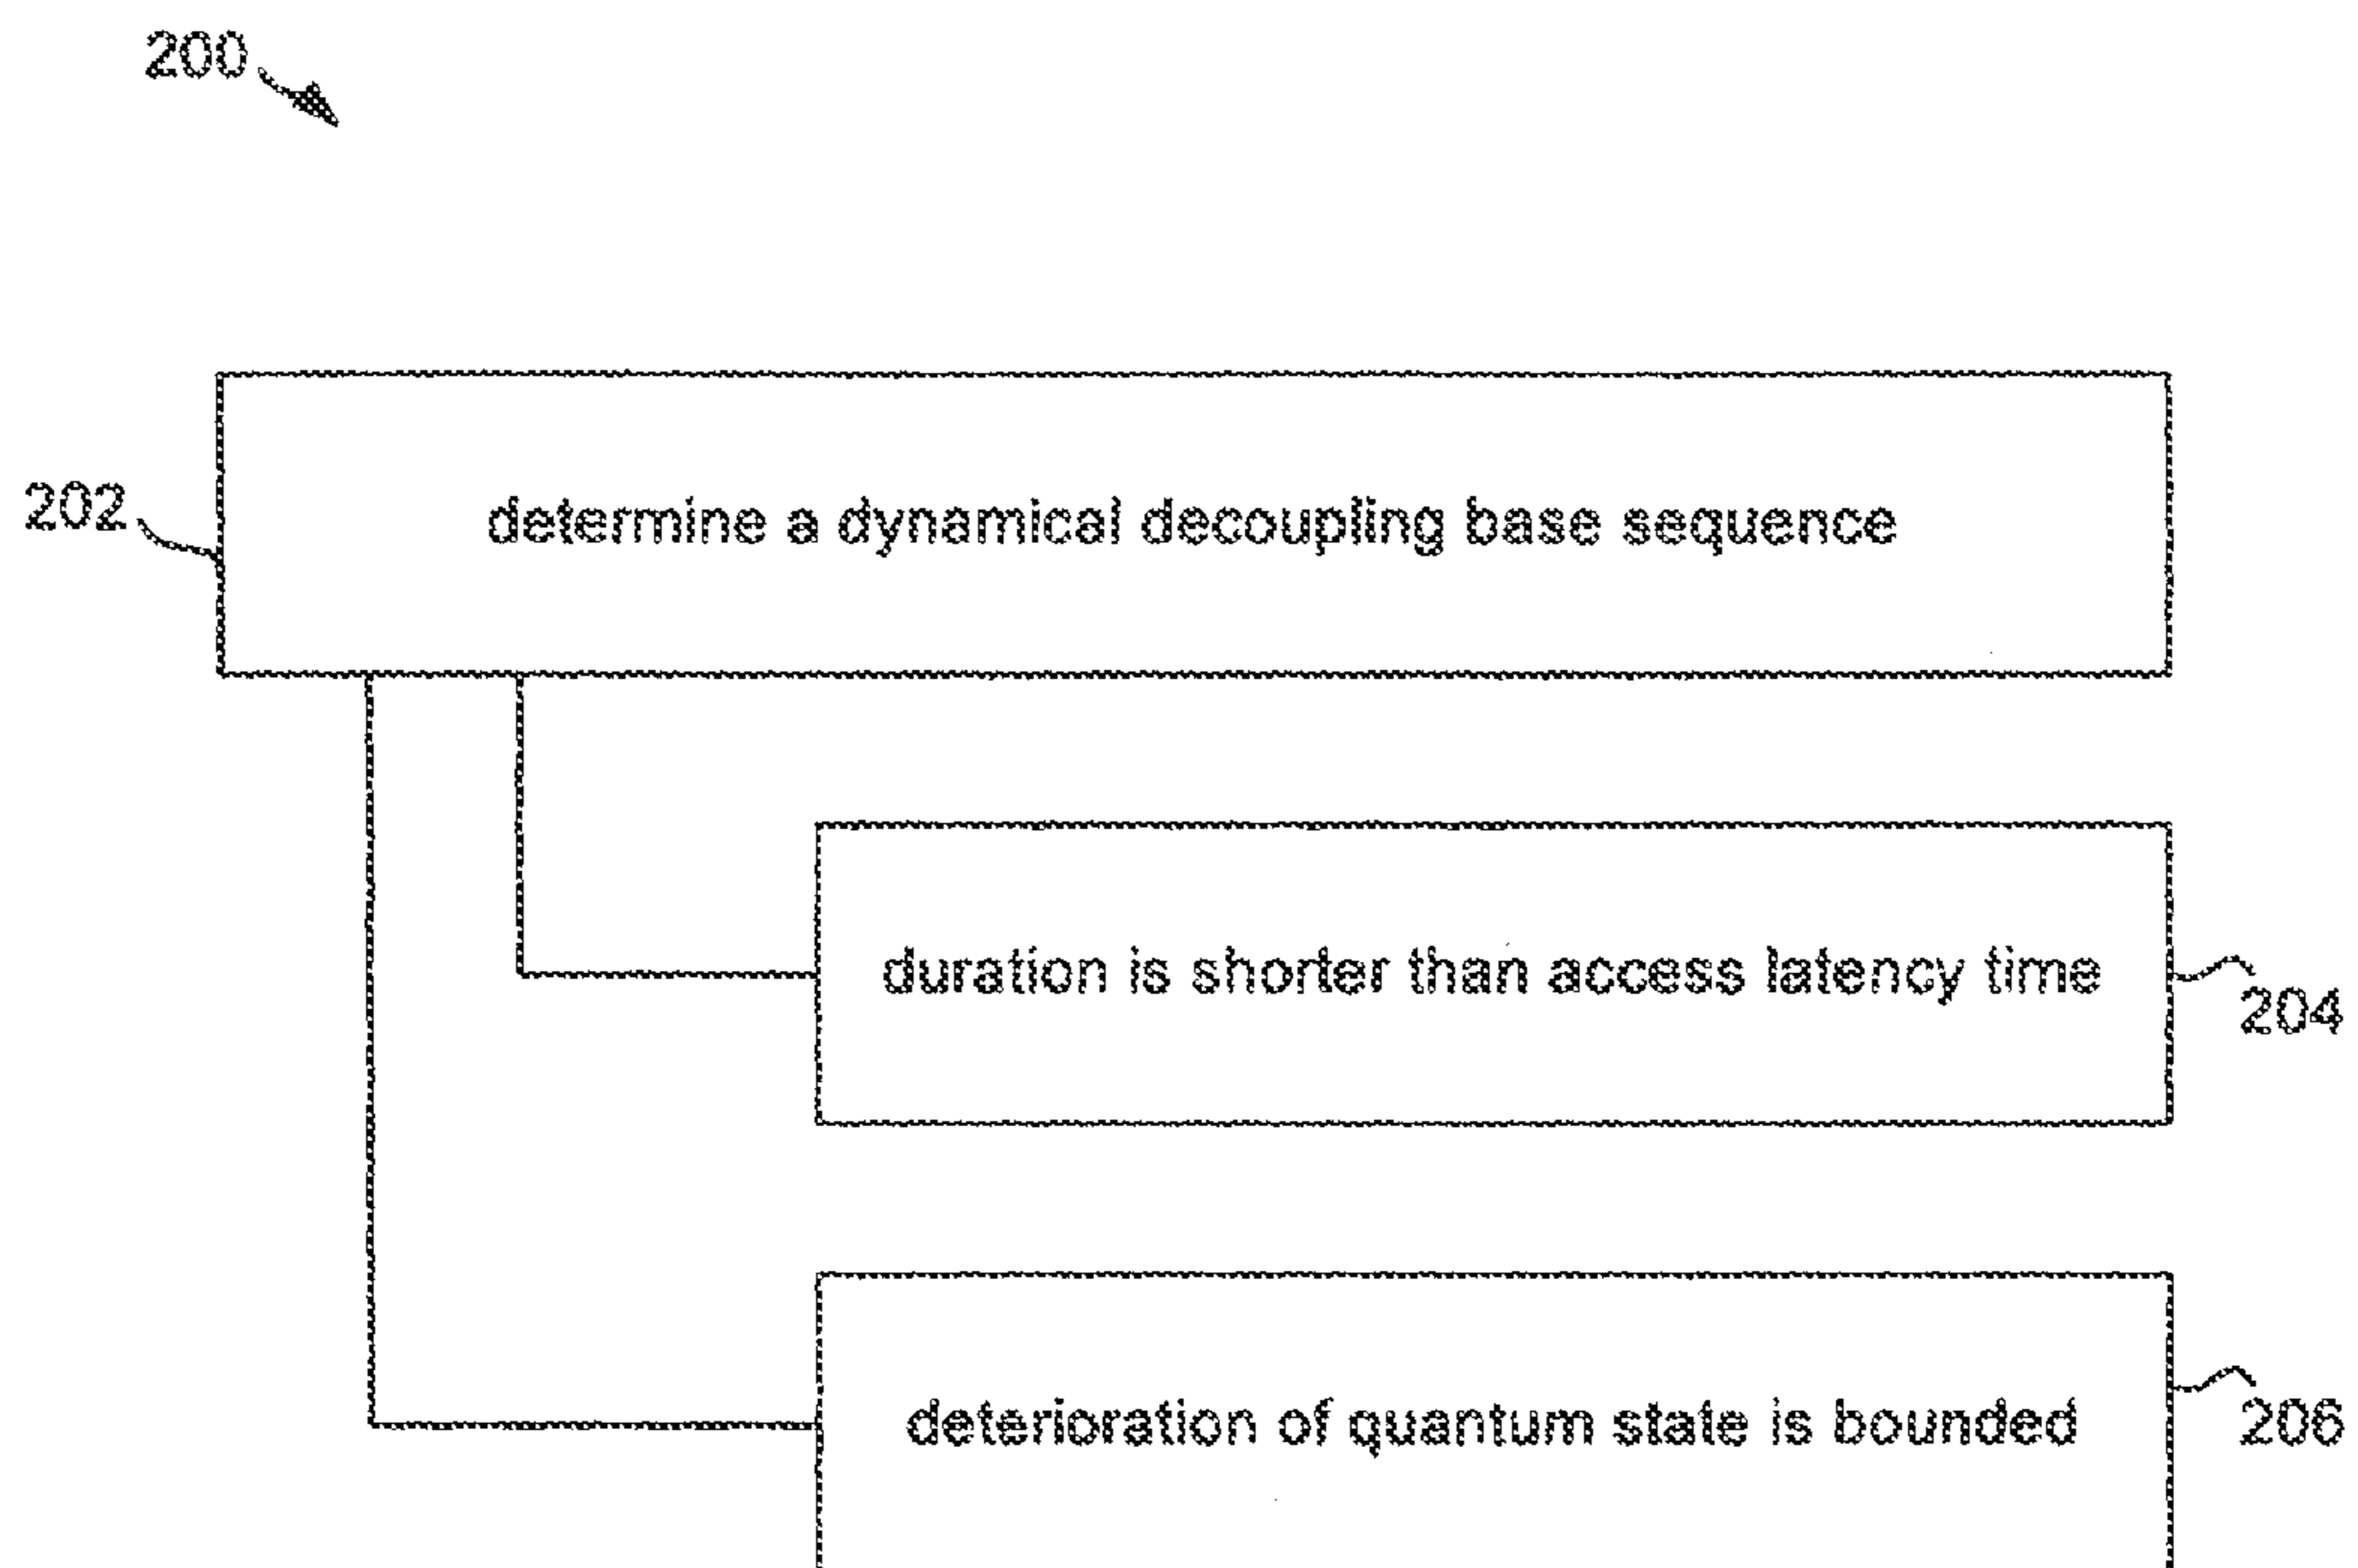 200
202
determine a dynamical decoupling base sequence
duration is shorter than access latency time
204
deterioration of quantum state is bounded
206